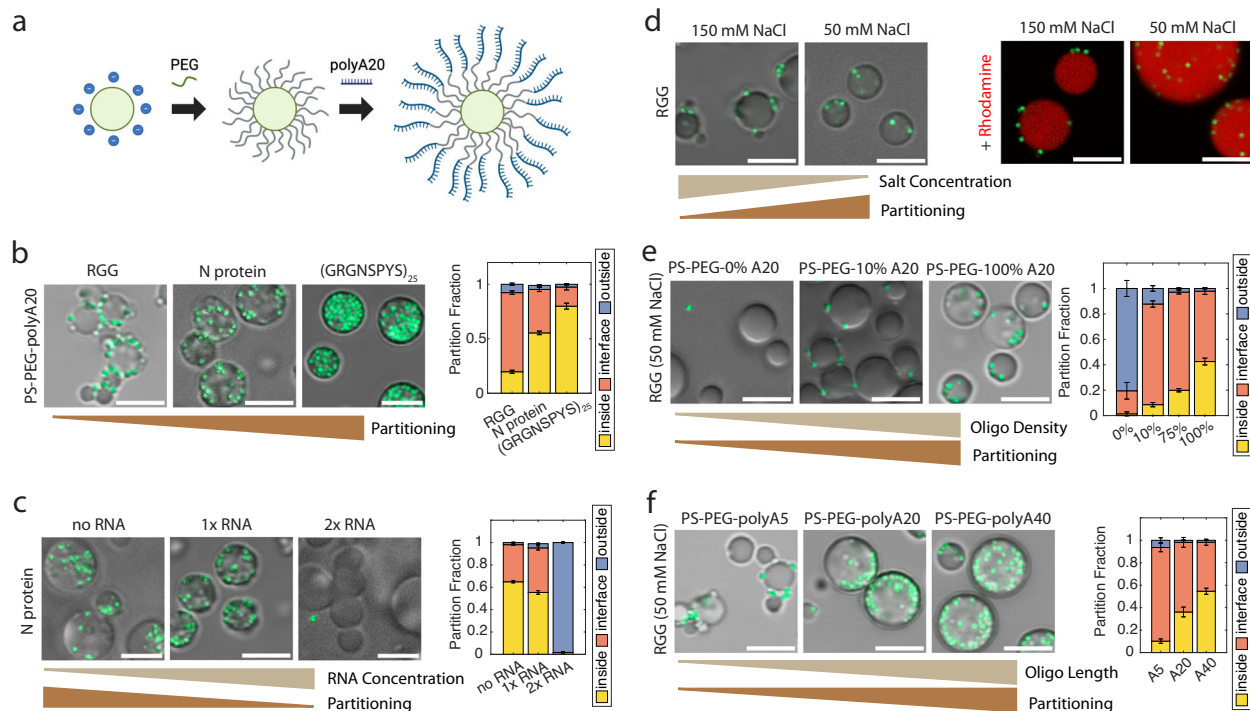 a
PEG
polyA20
b
RGG
N protein
(GRGNSPYS)25
PS-PEG-polyA20
Partitioning
Partition Fraction
1
0.5
0
RGG
N protein
(GRGNSPYS)25
inside interface outside
c
no RNA
1x RNA
2x RNA
N protein
RNA Concentration
Partitioning
Partition Fraction
1
0.8
0.6
0.4
0.2
0
no RNA
1x RNA
2x RNA
inside interface outside
d
150 mM NaCl
50 mM NaCl
150 mM NaCl
50 mM NaCl
RGG
+ Rhodamine
Salt Concentration
Partitioning
e
PS-PEG-0% A20
PS-PEG-10% A20
PS-PEG-100% A20
RGG (50 mM NaCl)
Oligo Density
Partitioning
Partition Fraction
1
0.8
0.6
0.4
0.2
0
0%
10%
75%
100%
inside interface outside
f
PS-PEG-polyA5
PS-PEG-polyA20
PS-PEG-polyA40
RGG (50 mM NaCl)
Oligo Length
Partitioning
Partition Fraction
1
0.8
0.6
0.4
0.2
0
A5
A20
A40
inside interface outside